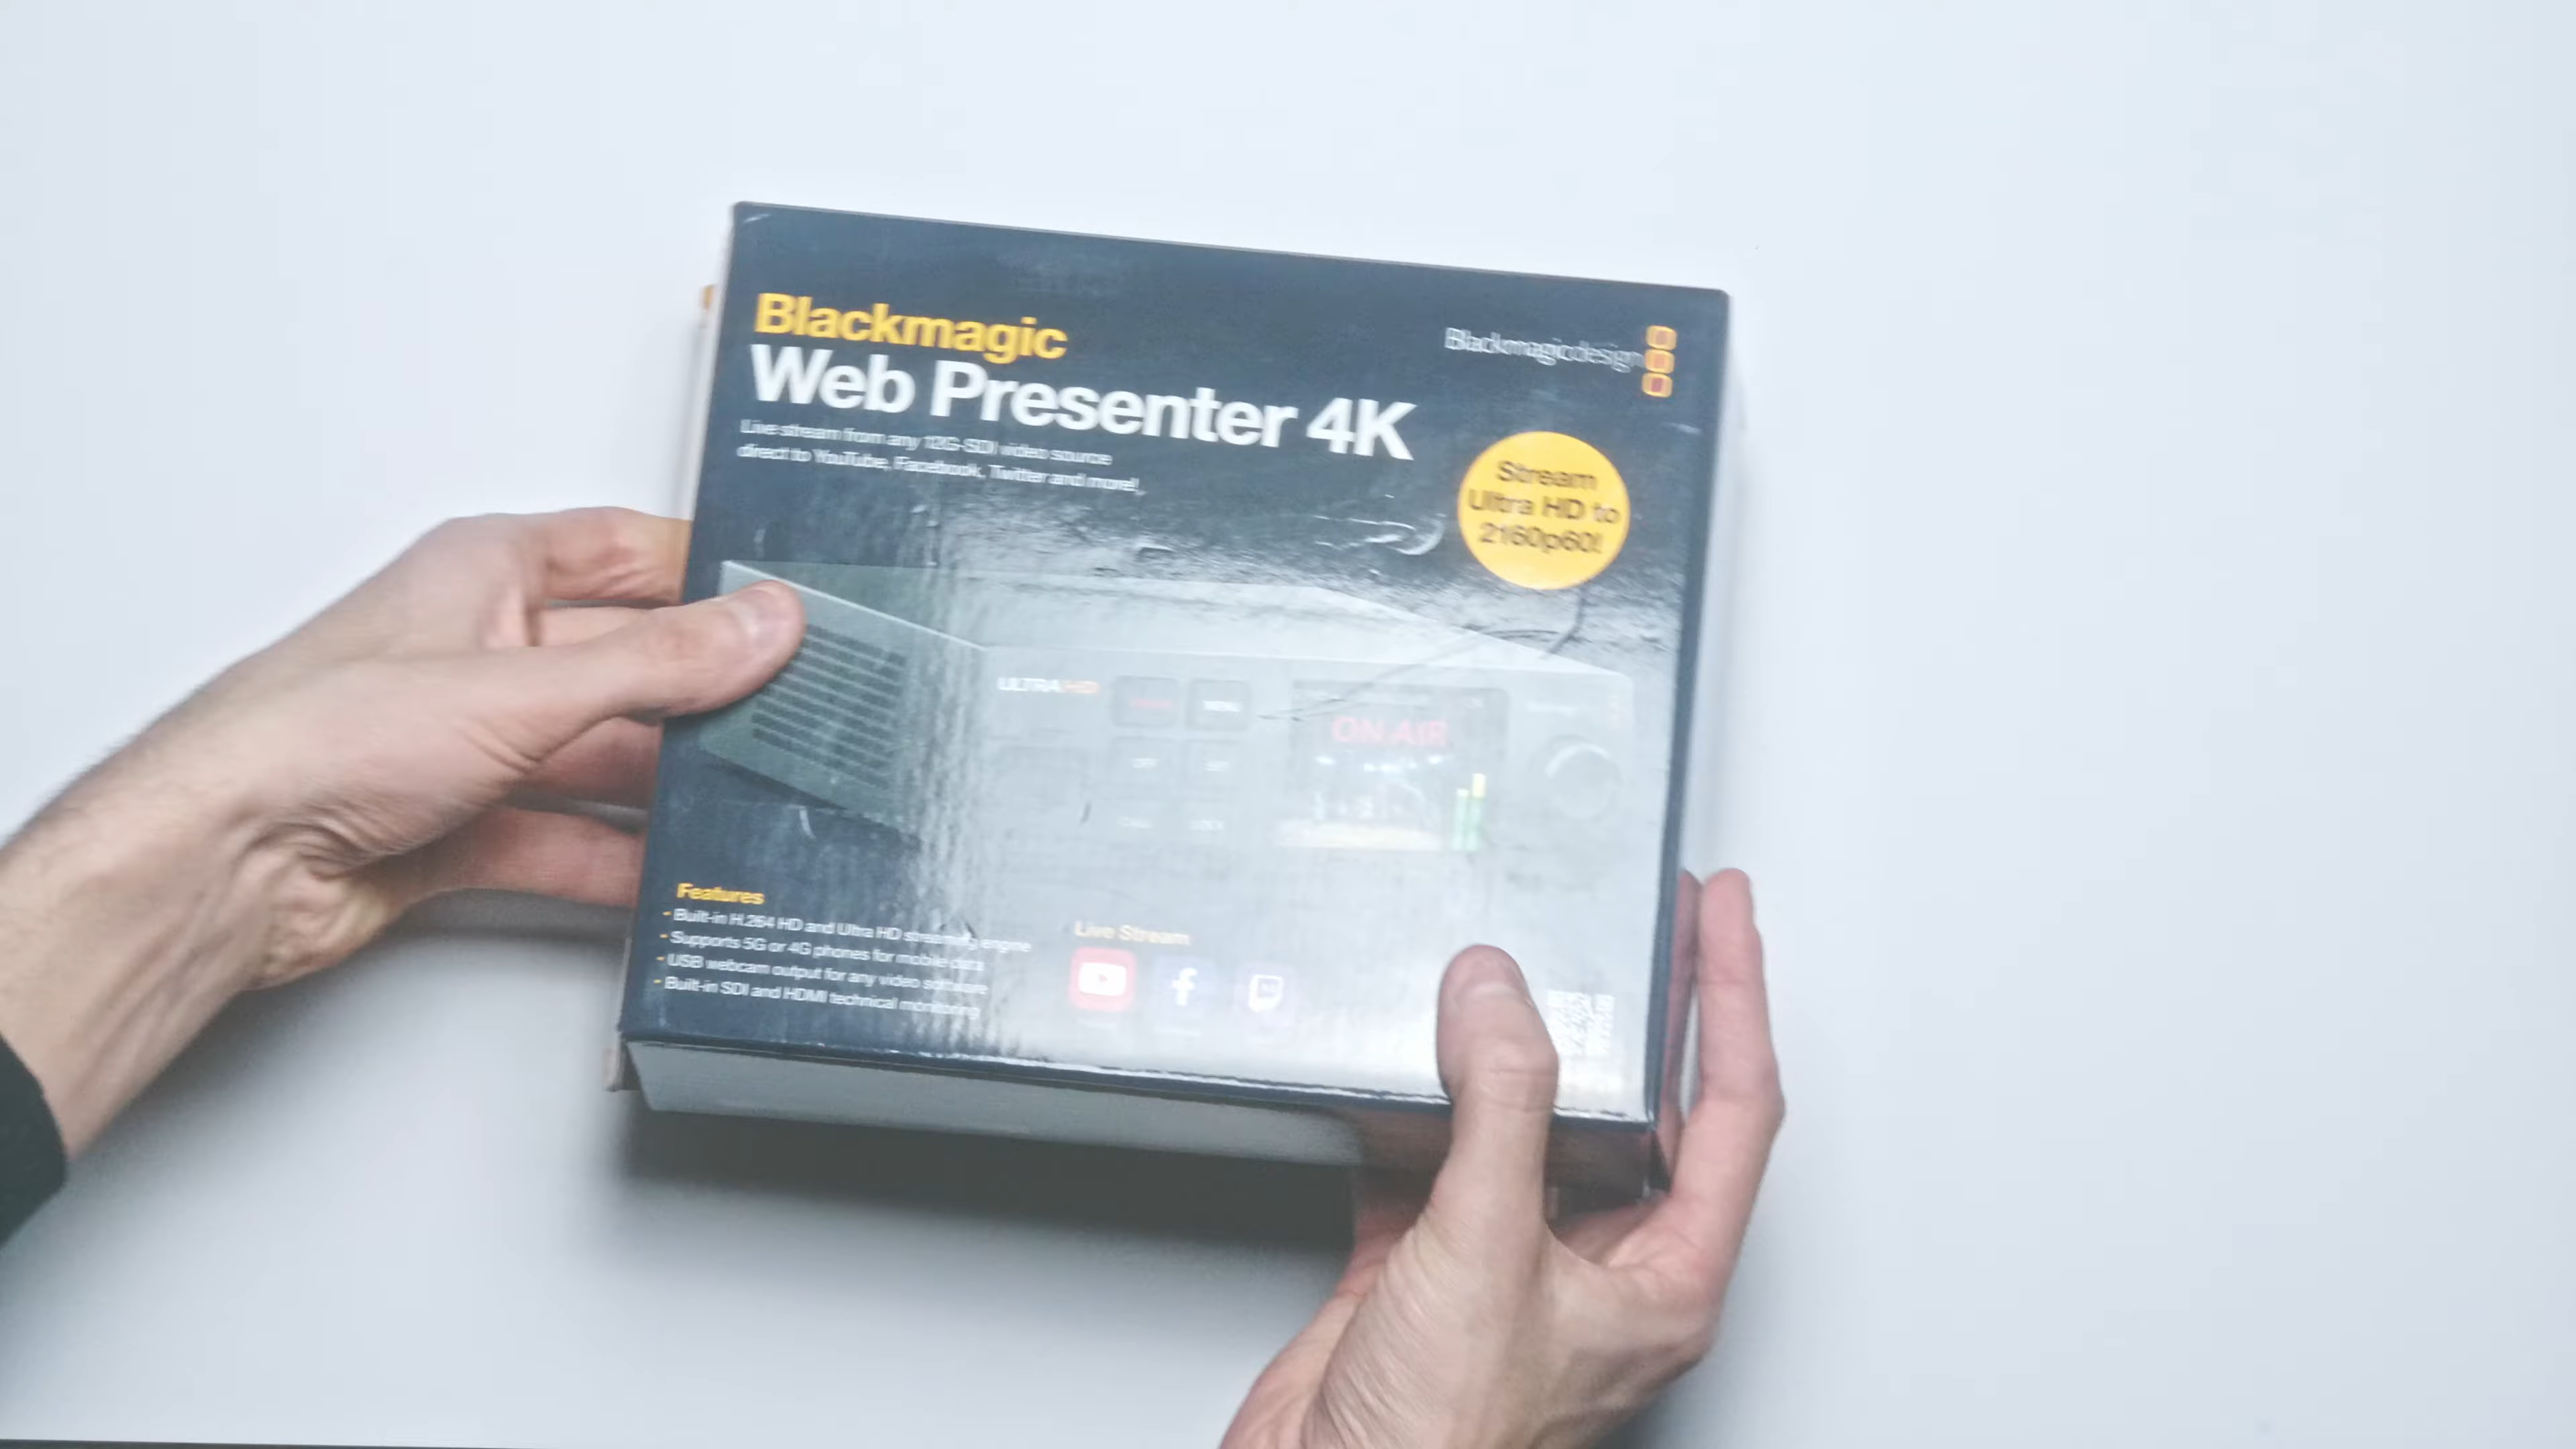 Blackmagic
Web Presenter 4K
Live stream from any 12G-SDI video source
direct to YouTube, Facebook, Twitter and more!
Blackmagicdesign
Stream
Ultra HD to
2160p60!
ULTRA HD
MENU
ON AIR
OFF
LOCK
Features
- Built-in H.264 HD and Ultra HD streaming engine
- Supports 5G or 4G phones for mobile data
- USB webcam output for any video software
- Built-in SDI and HDMI technical monitoring
Live Stream